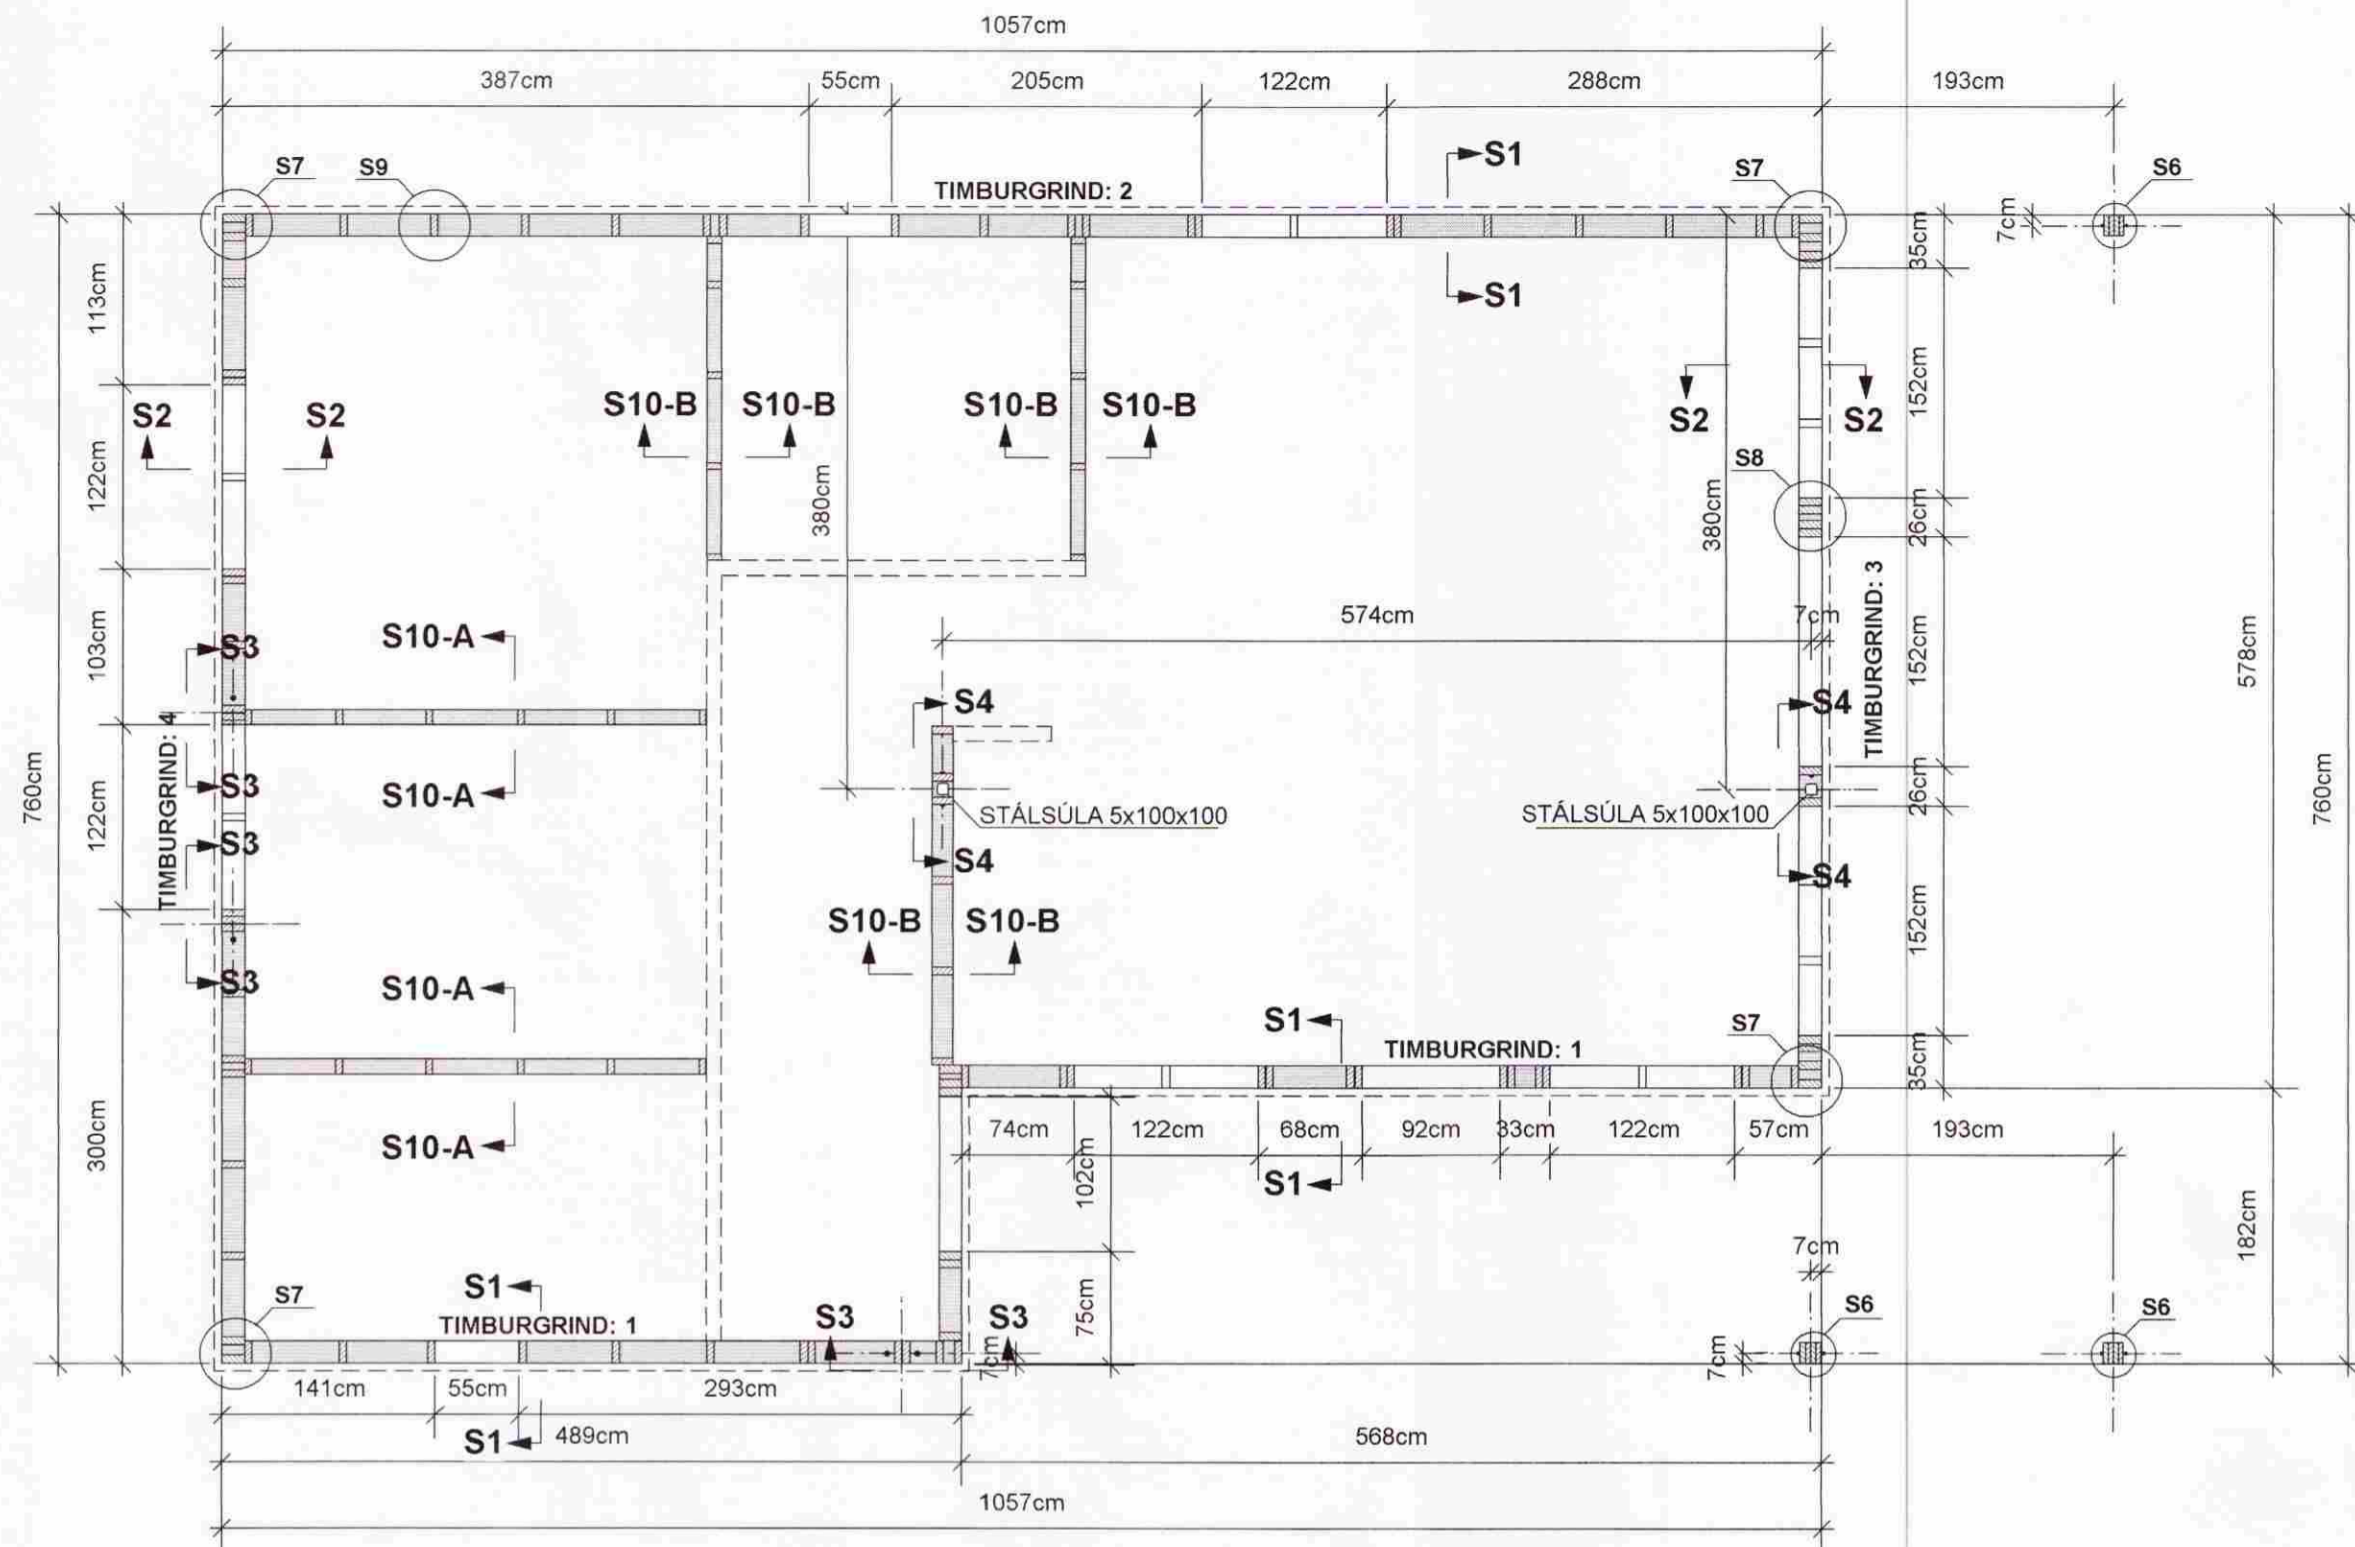 1057cm
387cm
55cm
205cm
122cm
288cm
193cm
S7
S9
TIMBURGRIND: 2
S1
S7
S6
7cm
35cm
S1
113cm
152cm
S2
S2
S10-B
S10-B
S10-B
S10-B
S2
S2
122cm
380cm
380cm
S8
26cm
574cm
7cm
TIMBURGRIND: 3
103cm
S3
S10-A
152cm
578cm
S4
S4
TIMBURGRIND: 4
760cm
122cm
S3
S10-A
STÁLSÚLA 5x100x100
STÁLSÚLA 5x100x100
26cm
760cm
S3
S4
S4
S10-B
S10-B
152cm
S3
S10-A
S1
S7
TIMBURGRIND: 1
35cm
300cm
S10-A
74cm
122cm
68cm
92cm
33cm
122cm
57cm
193cm
102cm
S1
182cm
7cm
S7
S1
TIMBURGRIND: 1
S3
S3
75cm
S6
S6
7cm
7cm
141cm
55cm
293cm
S1
489cm
568cm
1057cm